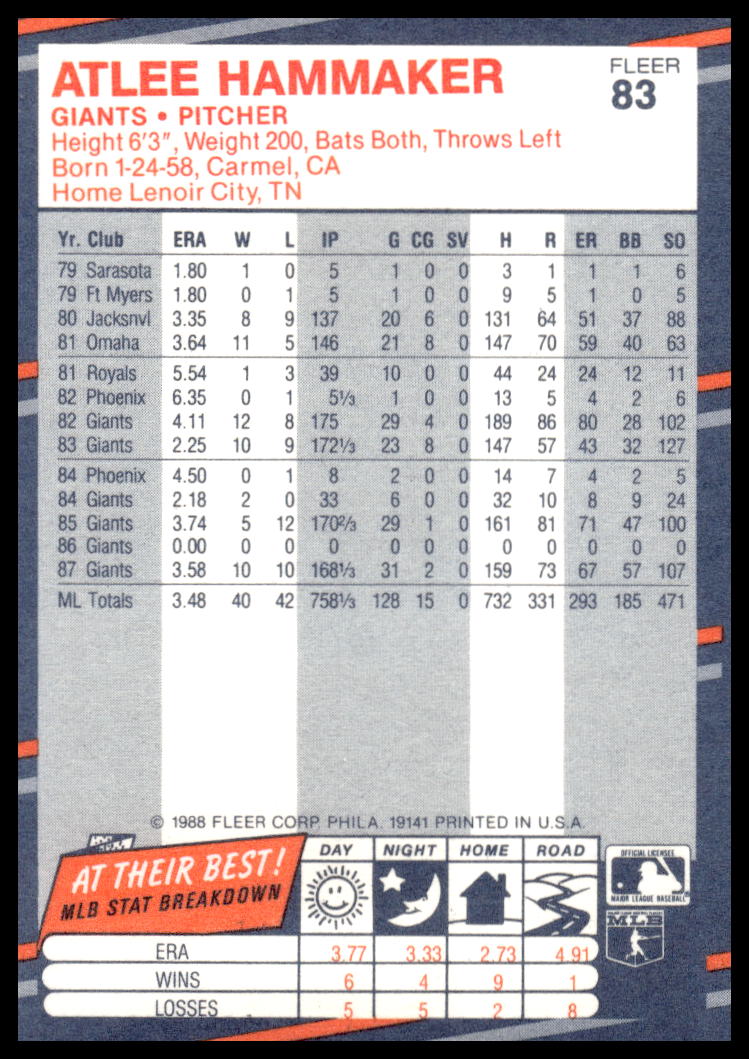 ATLEE HAMMAKER
FLEER
83
GIANTS • PITCHER
Height 6'3", Weight 200, Bats Both, Throws Left
Born 1-24-58, Carmel, CA
Home Lenoir City, TN
Yr. Club ERA W L IP G CG SV H R ER BB SO
79 Sarasota 1.80 1 0 5 1 0 0 3 1 1 1 6
79 Ft Myers 1.80 0 1 5 1 0 0 9 5 1 0 5
80 Jacksnvl 3.35 8 9 137 20 6 0 131 64 51 37 88
81 Omaha 3.64 11 5 146 21 8 0 147 70 59 40 63
81 Royals 5.54 1 3 39 10 0 0 44 24 24 12 11
82 Phoenix 6.35 0 1 5⅓ 1 0 0 13 5 4 2 6
82 Giants 4.11 12 8 175 29 4 0 189 86 80 28 102
83 Giants 2.25 10 9 172⅓ 23 8 0 147 57 43 32 127
84 Phoenix 4.50 0 1 8 2 0 0 14 7 4 2 5
84 Giants 2.18 2 0 33 6 0 0 32 10 8 9 24
85 Giants 3.74 5 12 170⅔ 29 1 0 161 81 71 47 100
86 Giants 0.00 0 0 0 0 0 0 0 0 0 0 0
87 Giants 3.58 10 10 168⅓ 31 2 0 159 73 67 57 107
ML Totals 3.48 40 42 758⅓ 128 15 0 732 331 293 185 471
© 1988 FLEER CORP. PHILA. 19141 PRINTED IN U.S.A.
AT THEIR BEST!
MLB STAT BREAKDOWN
DAY NIGHT HOME ROAD
OFFICIAL LICENSEE
MAJOR LEAGUE BASEBALL
MLB
ERA 3.77 3.33 2.73 4.91
WINS 6 4 9 1
LOSSES 5 5 2 8